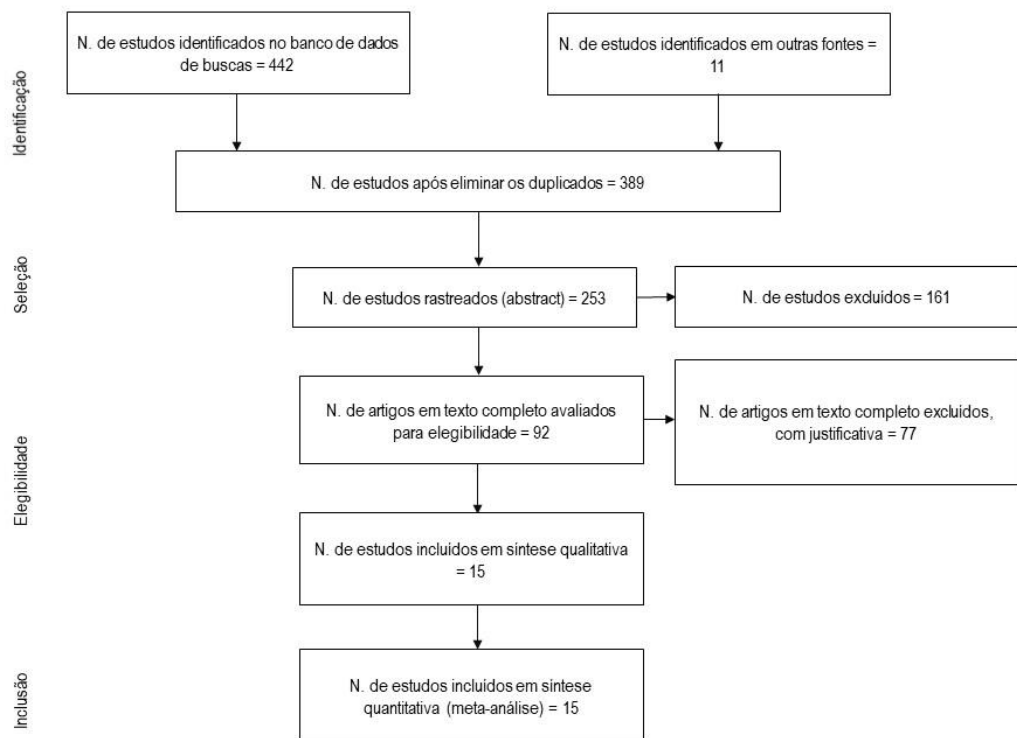 Identificação
N. de estudos identificados no banco de dados
de buscas = 442
N. de estudos identificados em outras fontes =
11
N. de estudos após eliminar os duplicados = 389
Seleção
N. de estudos rastreados (abstract) = 253
N. de estudos excluídos = 161
Elegibilidade
N. de artigos em texto completo avaliados
para elegibilidade = 92
N. de artigos em texto completo excluídos,
com justificativa = 77
N. de estudos incluídos em síntese qualitativa
= 15
Inclusão
N. de estudos incluídos em síntese
quantitativa (meta-análise) = 15